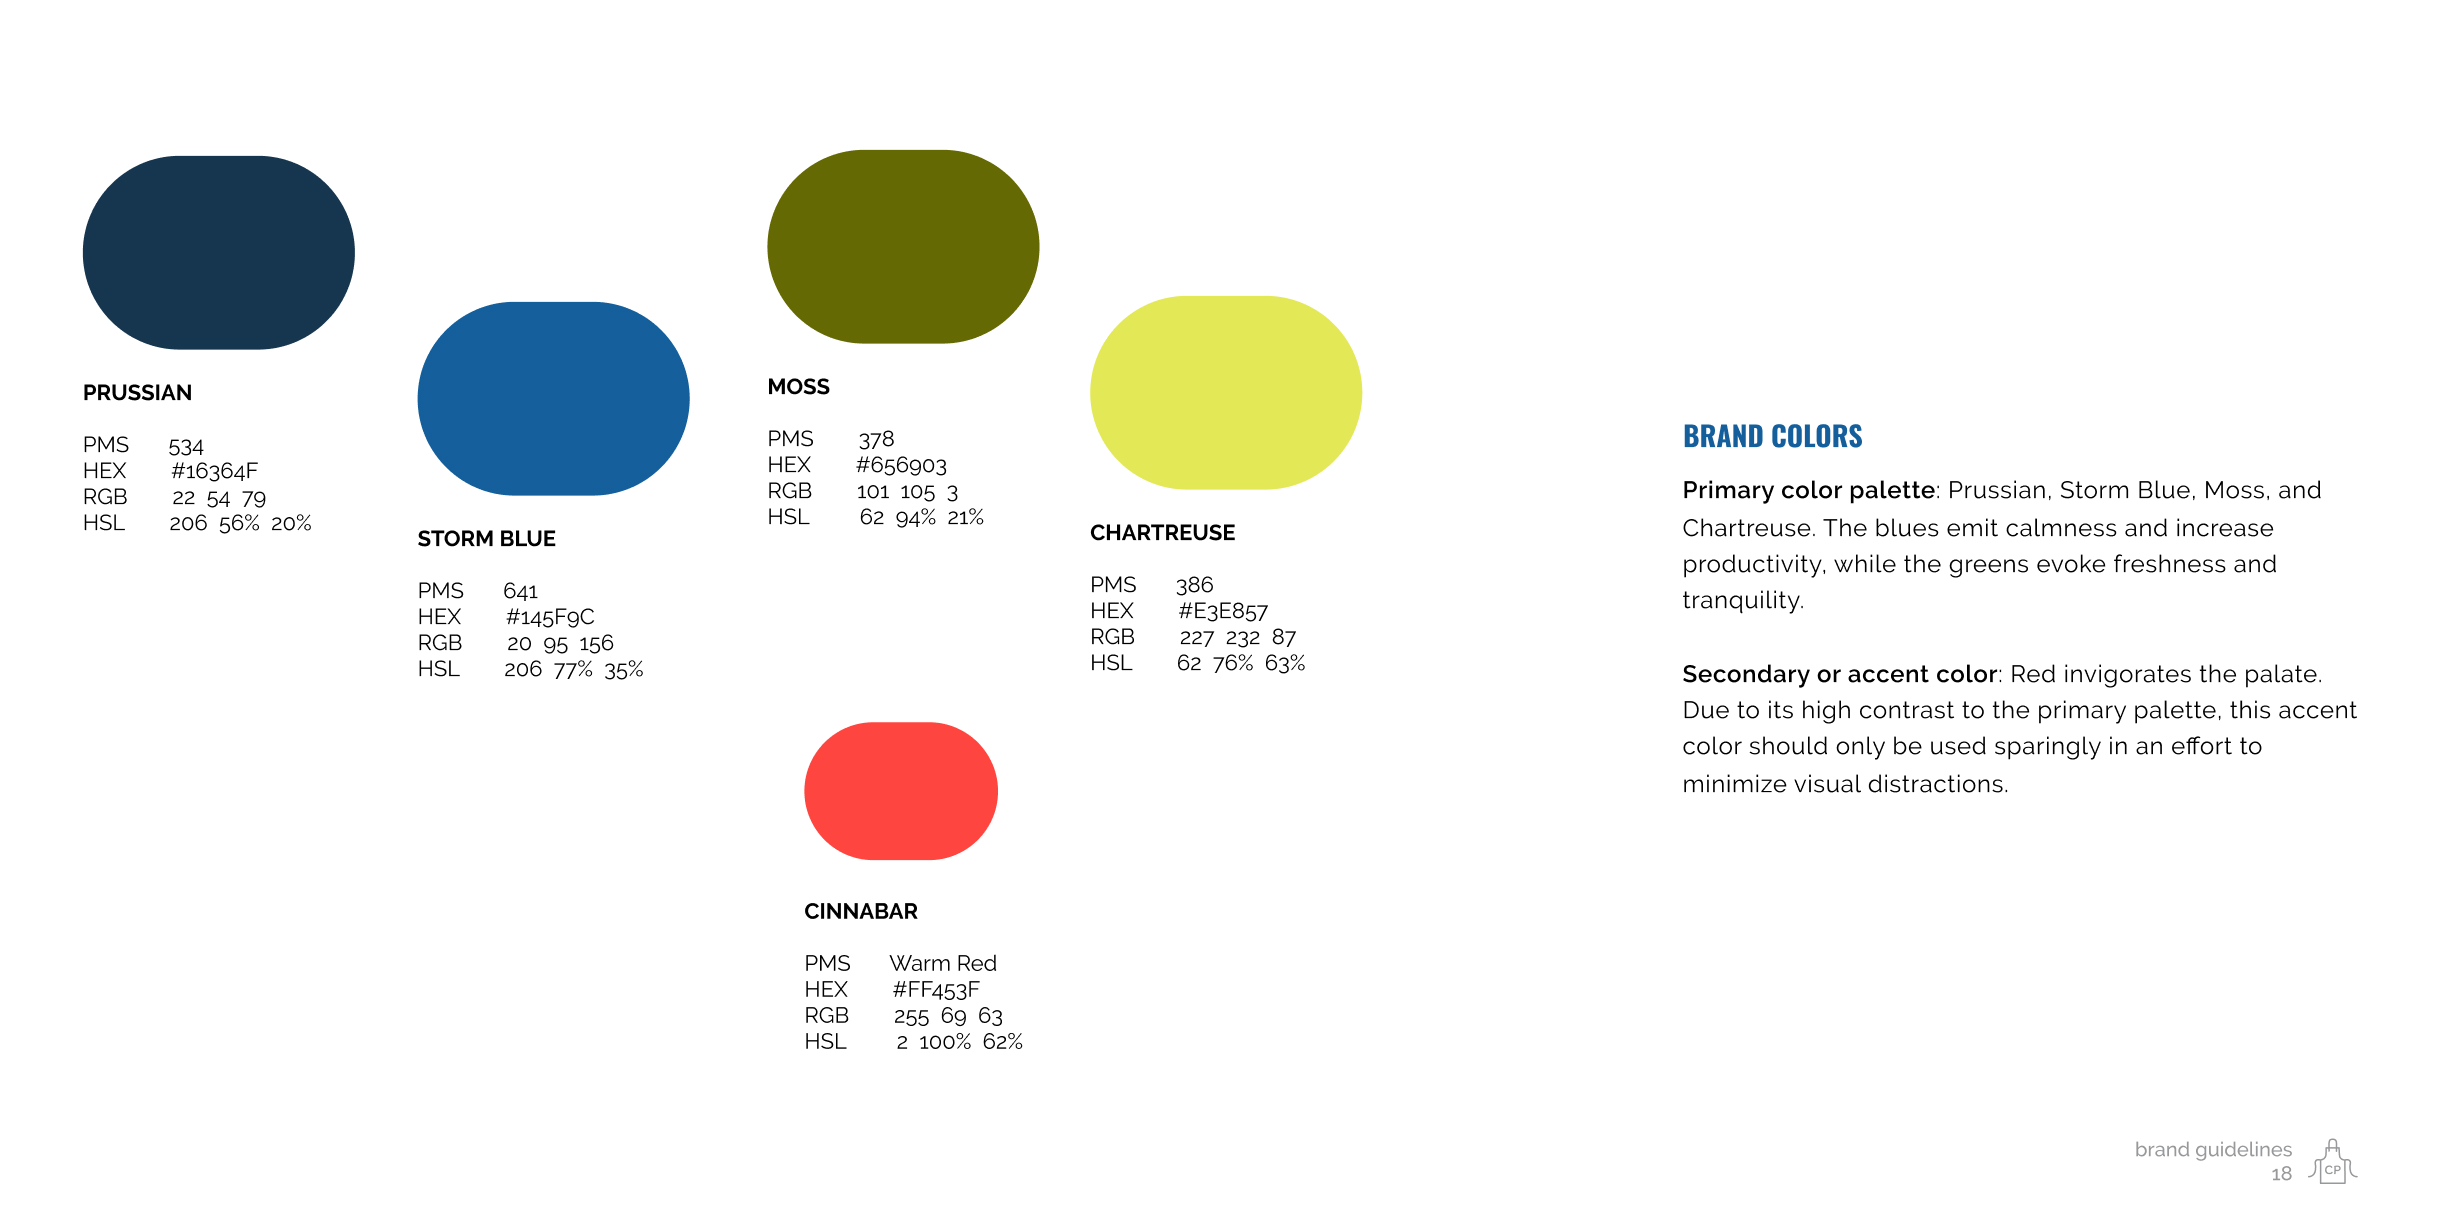 PRUSSIAN
PMS 534
HEX #16364F
RGB 22 54 79
HSL 206 56% 20%
STORM BLUE
PMS 641
HEX #145F9C
RGB 20 95 156
HSL 206 77% 35%
MOSS
PMS 378
HEX #656903
RGB 101 105 3
HSL 62 94% 21%
CHARTREUSE
PMS 386
HEX #E3E857
RGB 227 232 87
HSL 62 76% 63%
CINNABAR
PMS Warm Red
HEX #FF453F
RGB 255 69 63
HSL 2 100% 62%
BRAND COLORS
Primary color palette: Prussian, Storm Blue, Moss, and
Chartreuse. The blues emit calmness and increase
productivity, while the greens evoke freshness and
tranquility.
Secondary or accent color: Red invigorates the palate.
Due to its high contrast to the primary palette, this accent
color should only be used sparingly in an effort to
minimize visual distractions.
brand guidelines
18
CP